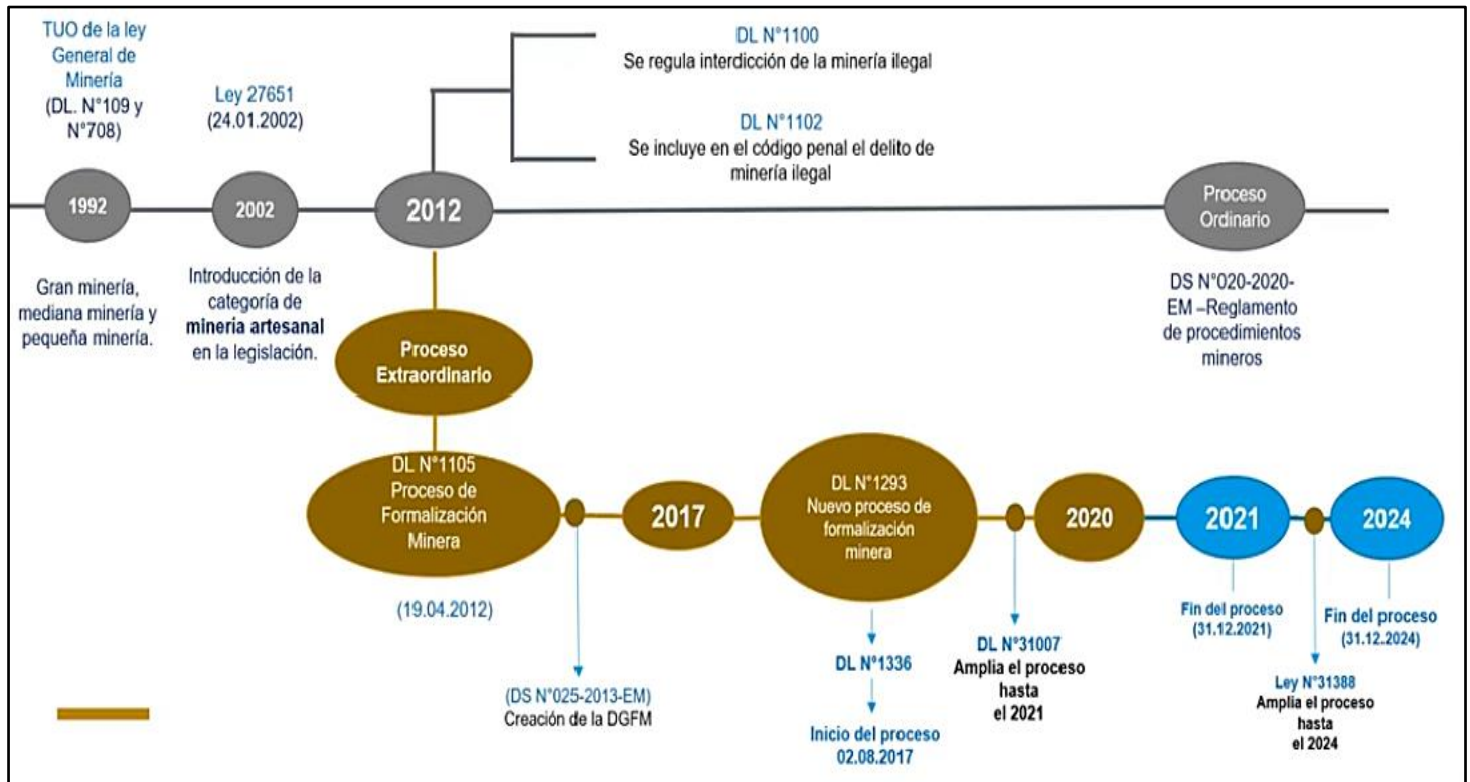 TUO de la ley
General de
Minería
(DL. N°109 y
N°708)
1992
Gran minería,
mediana minería y
pequeña minería.
Ley 27651
(24.01.2002)
2002
Introducción de la
categoría de
minería artesanal
en la legislación.
2012
DL N°1100
Se regula interdicción de la minería ilegal
DL N°1102
Se incluye en el código penal el delito de
minería ilegal
Proceso
Ordinario
DS N°020-2020-
EM –Reglamento
de procedimientos
mineros
Proceso
Extraordinario
DL N°1105
Proceso de
Formalización
Minera
(19.04.2012)
(DS N°025-2013-EM)
Creación de la DGFM
2017
DL N°1293
Nuevo proceso de
formalización
minera
DL N°1336
Inicio del proceso
02.08.2017
DL N°31007
Amplia el proceso
hasta
el 2021
2020
2021
Fin del proceso
(31.12.2021)
Ley N°31388
Amplia el proceso
hasta
el 2024
2024
Fin del proceso
(31.12.2024)